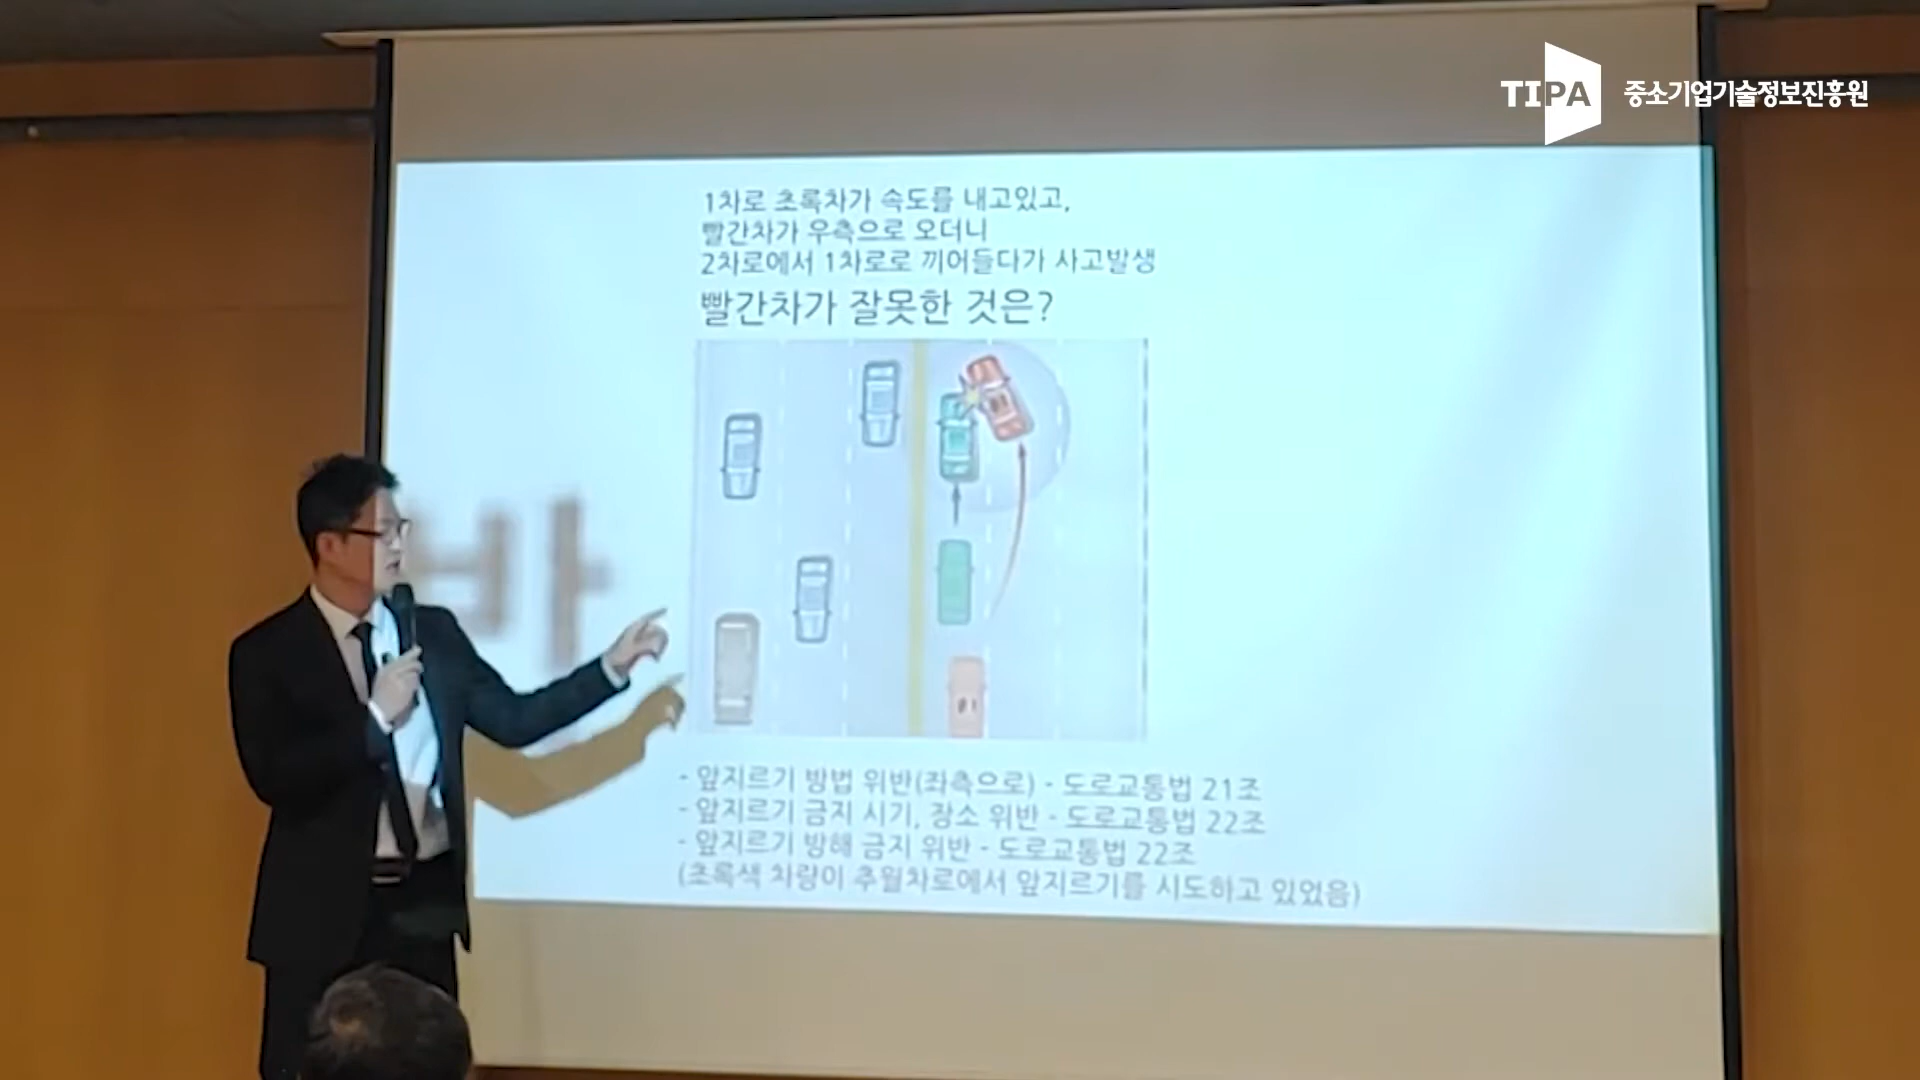 TIPA 중소기업기술정보진흥원
1차로 초록차가 속도를 내고있고,
빨간차가 우측으로 오더니
2차로에서 1차로로 끼어들다가 사고발생
빨간차가 잘못한 것은?
- 앞지르기 방법 위반(좌측으로) - 도로교통법 21조
- 앞지르기 금지 시기, 장소 위반 - 도로교통법 22조
- 앞지르기 방해 금지 위반 - 도로교통법 22조
(초록색 차량이 추월차로에서 앞지르기를 시도하고 있었음)